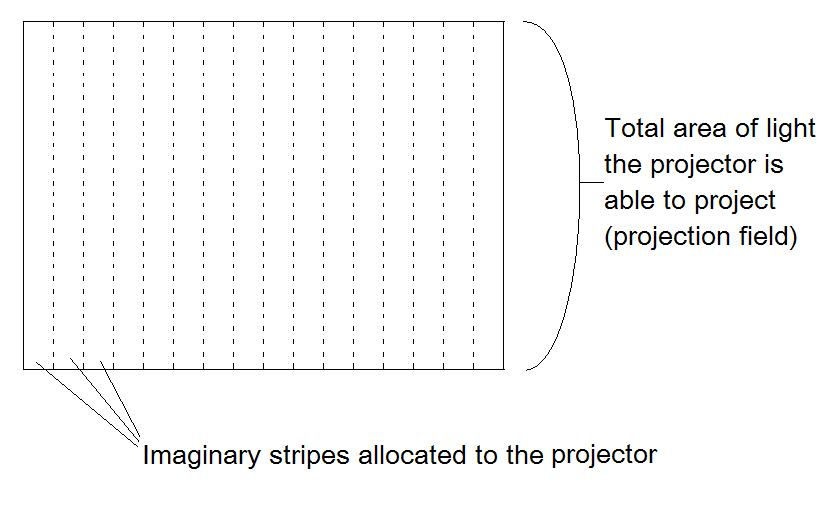 Total area of light
the projector is
able to project
(projection field)
Imaginary stripes allocated to the projector